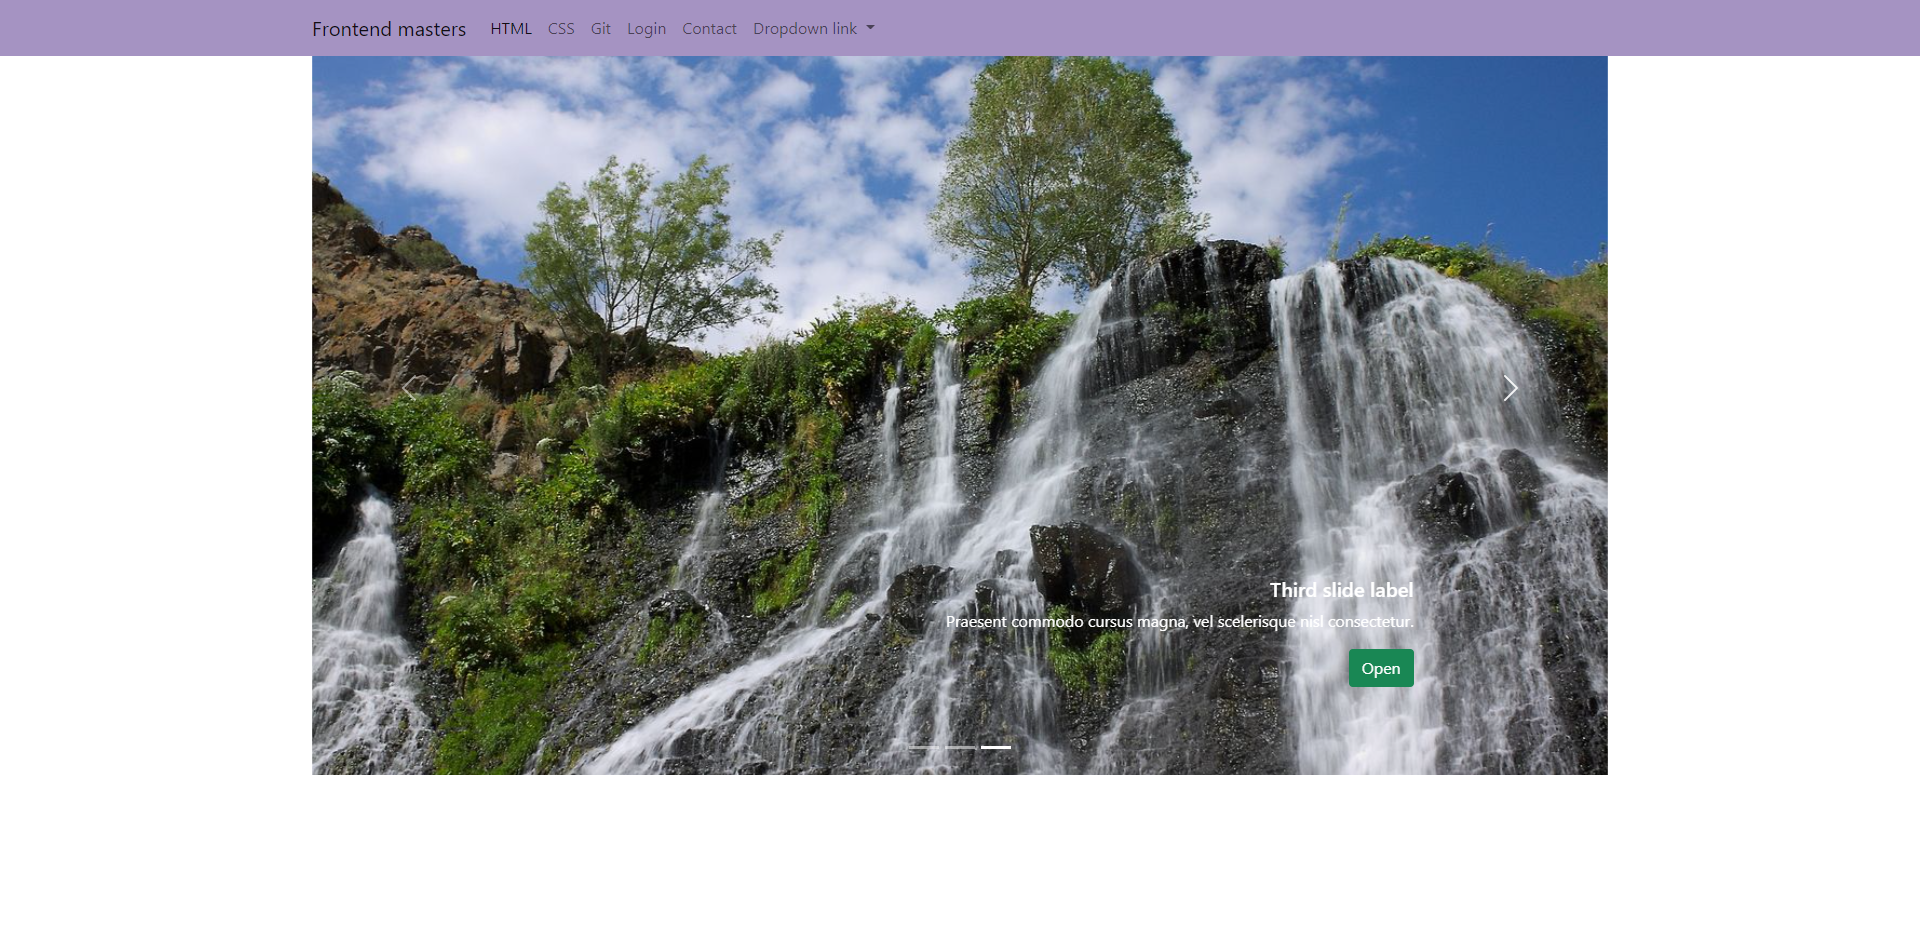 Frontend masters HTML CSS Git Login Contact Dropdown link
Third slide label
Praesent commodo cursus magna, vel scelerisque nisl consectetur.
Open